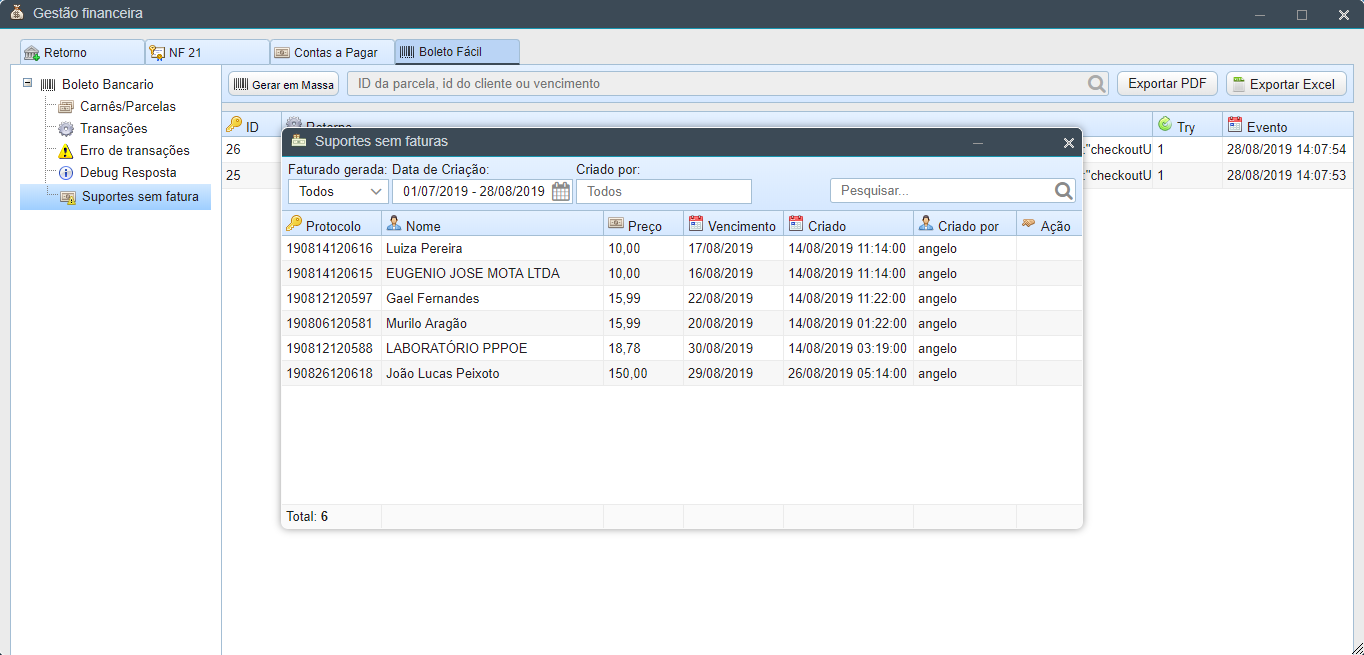 Gestão financeira
Retorno NF 21 Contas a Pagar Boleto Fácil
Boleto Bancario
Carnês/Parcelas
Transações
Erro de transações
Debug Resposta
Suportes sem fatura
Gerar em Massa ID da parcela, id do cliente ou vencimento Exportar PDF Exportar Excel
ID Retorno Try Evento
26 :"checkoutU 1 28/08/2019 14:07:54
25 :"checkoutU 1 28/08/2019 14:07:53
Suportes sem faturas
Faturado gerada: Data de Criação: Criado por:
Todos 01/07/2019 - 28/08/2019 Todos Pesquisar...
Protocolo Nome Preço Vencimento Criado Criado por Ação
190814120616 Luiza Pereira 10,00 17/08/2019 14/08/2019 11:14:00 angelo
190814120615 EUGENIO JOSE MOTA LTDA 10,00 16/08/2019 14/08/2019 11:14:00 angelo
190812120597 Gael Fernandes 15,99 22/08/2019 14/08/2019 11:22:00 angelo
190806120581 Murilo Aragão 15,99 20/08/2019 14/08/2019 01:22:00 angelo
190812120588 LABORATÓRIO PPPOE 18,78 30/08/2019 14/08/2019 03:19:00 angelo
190826120618 João Lucas Peixoto 150,00 29/08/2019 26/08/2019 05:14:00 angelo
Total: 6